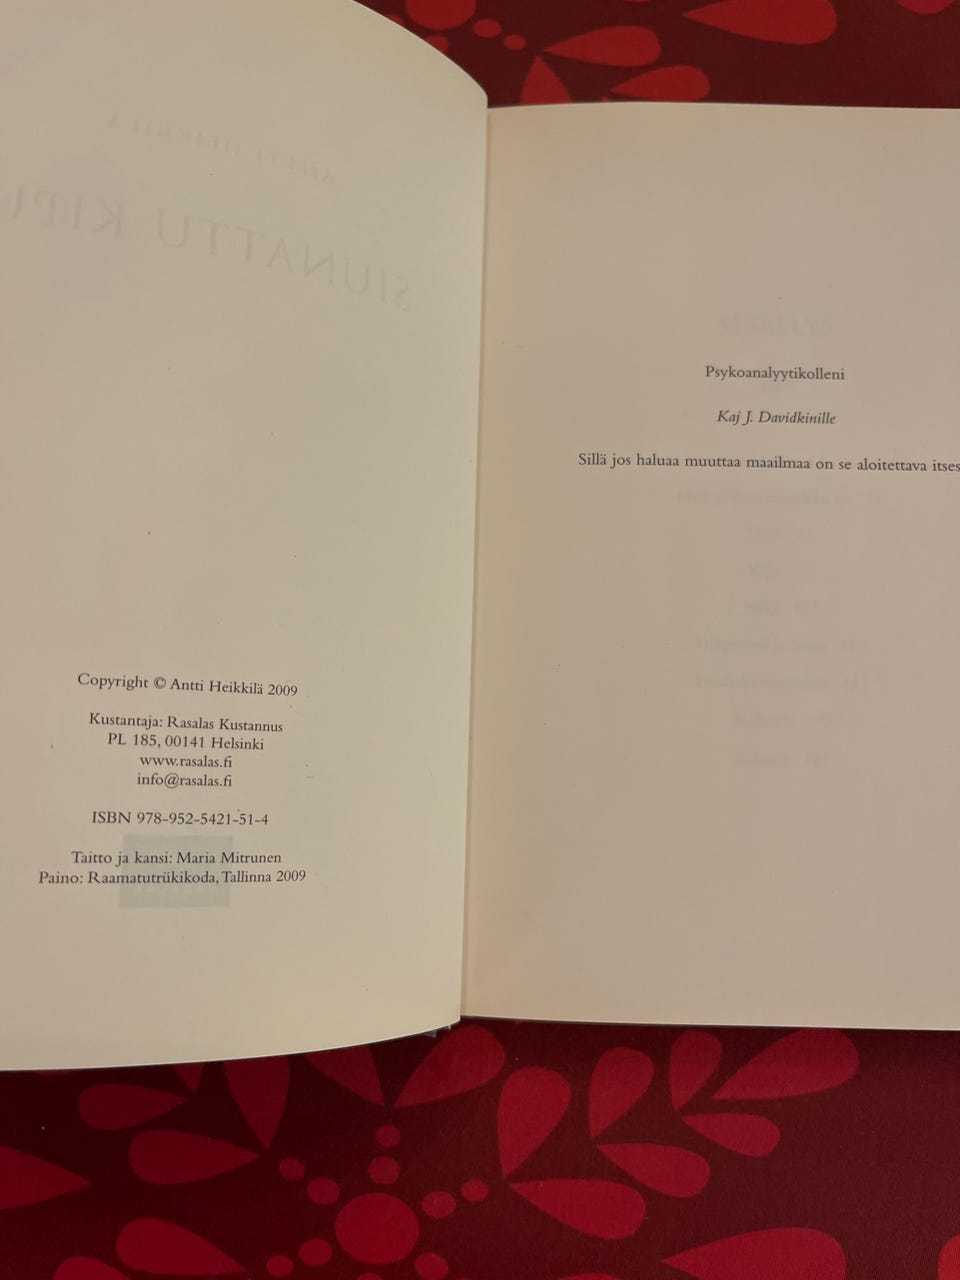 Copyright © Antti Heikkilä 2009
Kustantaja: Rasalas Kustannus
PL 185, 00141 Helsinki
www.rasalas.fi
info@rasalas.fi
ISBN 978-952-5421-51-4
Taitto ja kansi: Maria Mitrunen
Paino: Raamatutrükikoda, Tallinna 2009
Psykoanalyytikolleni
Kaj J. Davidkinille
Sillä jos haluaa muuttaa maailmaa on se aloitettava itses